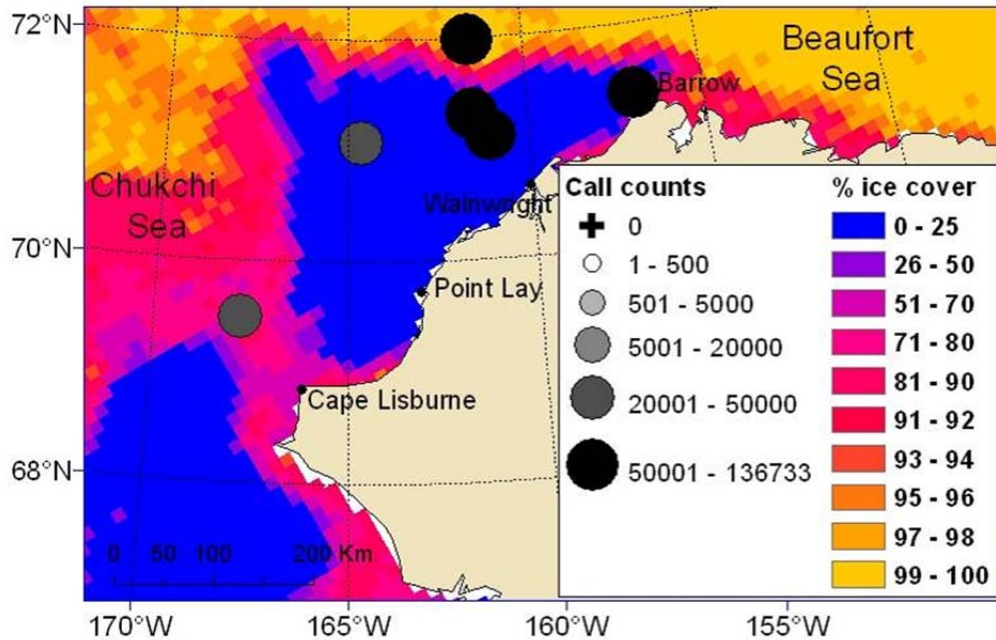 72°N
70°N
68°N
Beaufort
Sea
Barrow
Chukchi
Sea
Wainwright
Point Lay
Cape Lisburne
0 50 100 200 Km
170°W
165°W
160°W
155°W
Call counts
0
1 - 500
501 - 5000
5001 - 20000
20001 - 50000
50001 - 136733
% ice cover
0 - 25
26 - 50
51 - 70
71 - 80
81 - 90
91 - 92
93 - 94
95 - 96
97 - 98
99 - 100